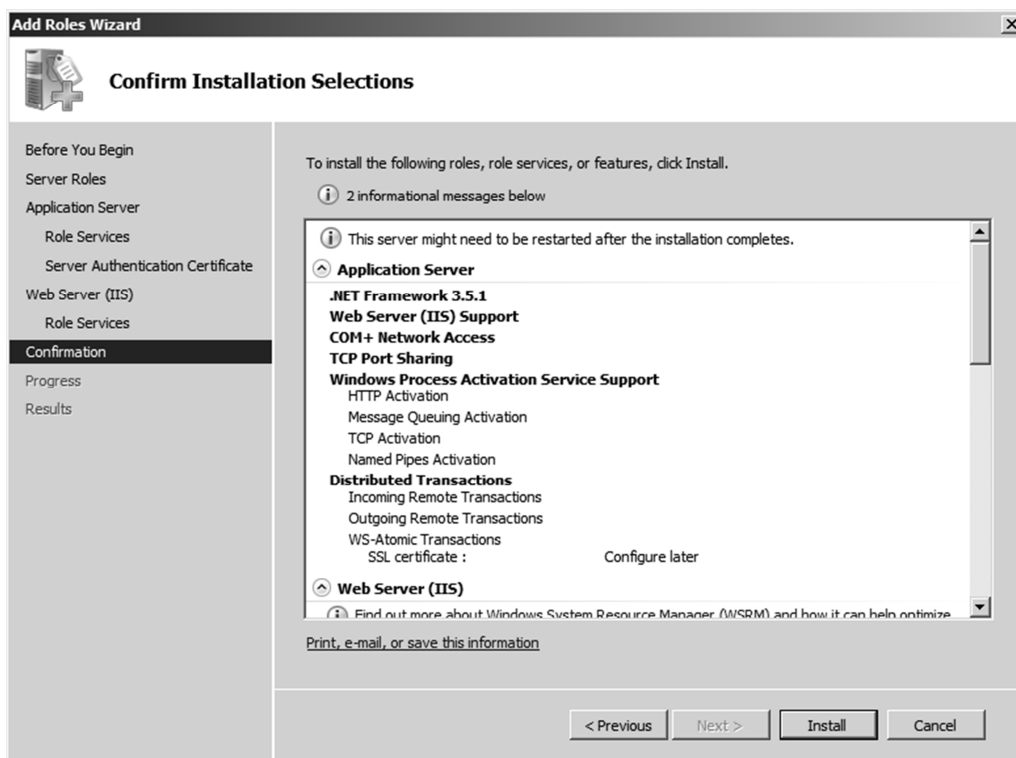 Add Roles Wizard
Confirm Installation Selections
Before You Begin
Server Roles
Application Server
Role Services
Server Authentication Certificate
Web Server (IIS)
Role Services
Confirmation
Progress
Results
To install the following roles, role services, or features, click Install.
2 informational messages below
This server might need to be restarted after the installation completes.
Application Server
.NET Framework 3.5.1
Web Server (IIS) Support
COM+ Network Access
TCP Port Sharing
Windows Process Activation Service Support
HTTP Activation
Message Queuing Activation
TCP Activation
Named Pipes Activation
Distributed Transactions
Incoming Remote Transactions
Outgoing Remote Transactions
WS-Atomic Transactions
SSL certificate : Configure later
Web Server (IIS)
Find out more about Windows System Resource Manager (WSRM) and how it can help optimize
Print, e-mail, or save this information
< Previous Next > Install Cancel